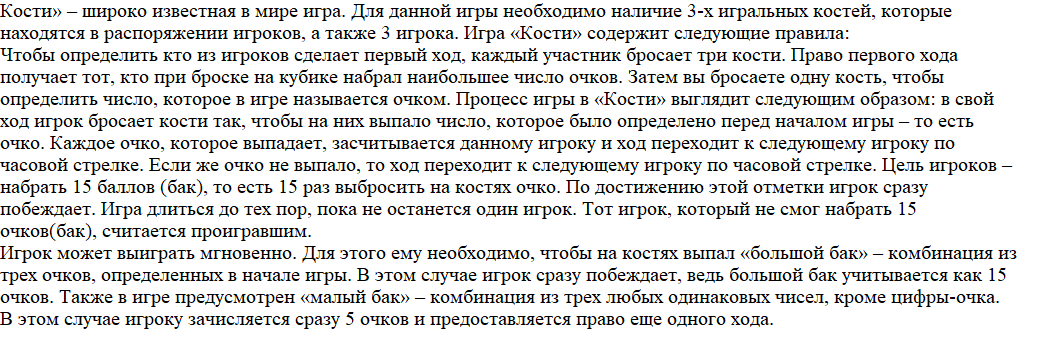 Кости» – широко известная в мире игра. Для данной игры необходимо наличие 3-х игральных костей, которые
находятся в распоряжении игроков, а также 3 игрока. Игра «Кости» содержит следующие правила:
Чтобы определить кто из игроков сделает первый ход, каждый участник бросает три кости. Право первого хода
получает тот, кто при броске на кубике набрал наибольшее число очков. Затем вы бросаете одну кость, чтобы
определить число, которое в игре называется очком. Процесс игры в «Кости» выглядит следующим образом: в свой
ход игрок бросает кости так, чтобы на них выпало число, которое было определено перед началом игры – то есть
очко. Каждое очко, которое выпадает, засчитывается данному игроку и ход переходит к следующему игроку по
часовой стрелке. Если же очко не выпало, то ход переходит к следующему игроку по часовой стрелке. Цель игроков –
набрать 15 баллов (бак), то есть 15 раз выбросить на костях очко. По достижению этой отметки игрок сразу
побеждает. Игра длиться до тех пор, пока не останется один игрок. Тот игрок, который не смог набрать 15
очков(бак), считается проигравшим.
Игрок может выиграть мгновенно. Для этого ему необходимо, чтобы на костях выпал «большой бак» – комбинация из
трех очков, определенных в начале игры. В этом случае игрок сразу побеждает, ведь большой бак учитывается как 15
очков. Также в игре предусмотрен «малый бак» – комбинация из трех любых одинаковых чисел, кроме цифры-очка.
В этом случае игроку зачисляется сразу 5 очков и предоставляется право еще одного хода.